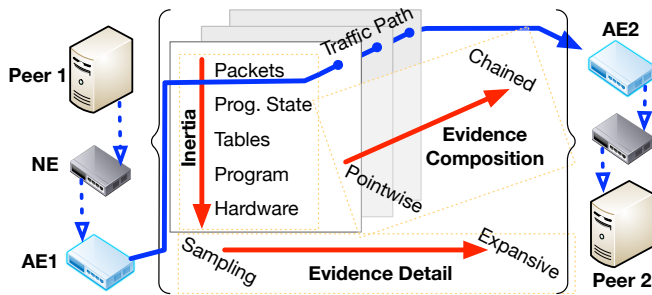 Traffic Path
AE2
Peer 1
Packets
Chained
Prog. State
Inertia
Tables
Evidence
Composition
NE
Program
Pointwise
Hardware
AE1
Sampling
Expansive
Evidence Detail
Peer 2